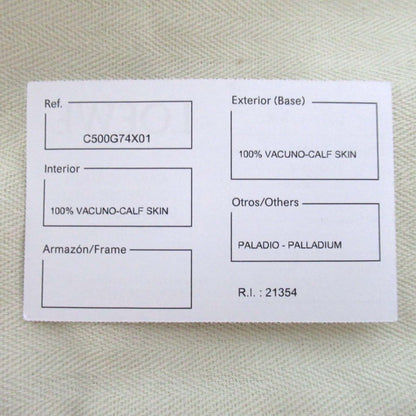 Ref.
C500G74X01
Interior
100% VACUNO-CALF SKIN
Armazón/Frame
Exterior (Base)
100% VACUNO-CALF SKIN
Otros/Others
PALADIO - PALLADIUM
R.I. : 21354
LOEWE